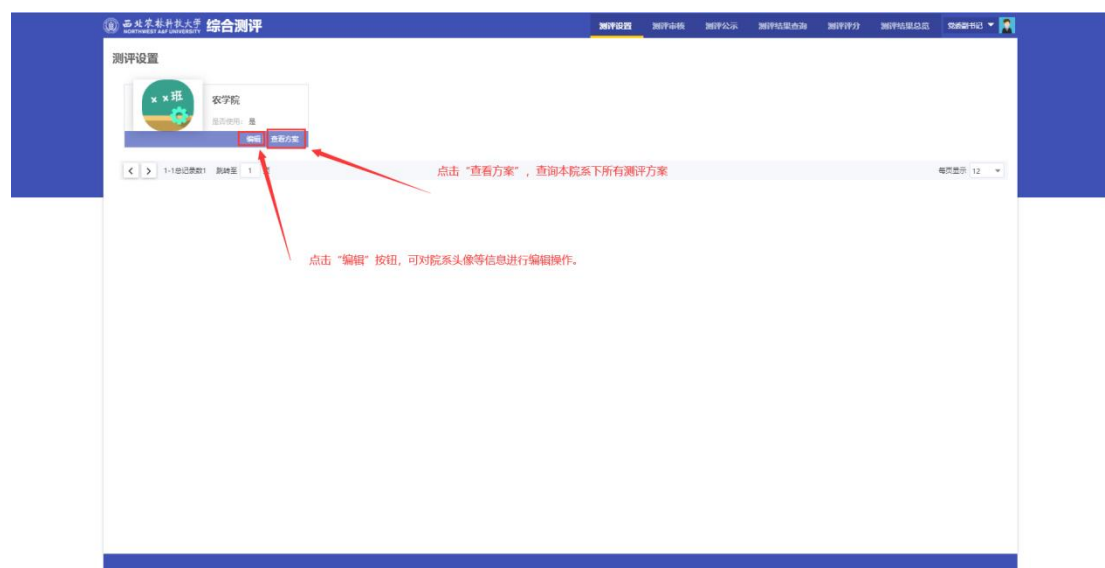 西北农林科技大学 综合测评
NORTHWEST A&F UNIVERSITY
测评设置 测评审核 测评公示 测评结果查询 测评评分 测评结果总览 党委副书记
测评设置
x x班
农学院
是否使用: 是
编辑 查看方案
1-1总记录数1 跳转至 1
每页显示 12
点击“查看方案”，查询本院系下所有测评方案
点击“编辑”按钮，可对院系头像等信息进行编辑操作。